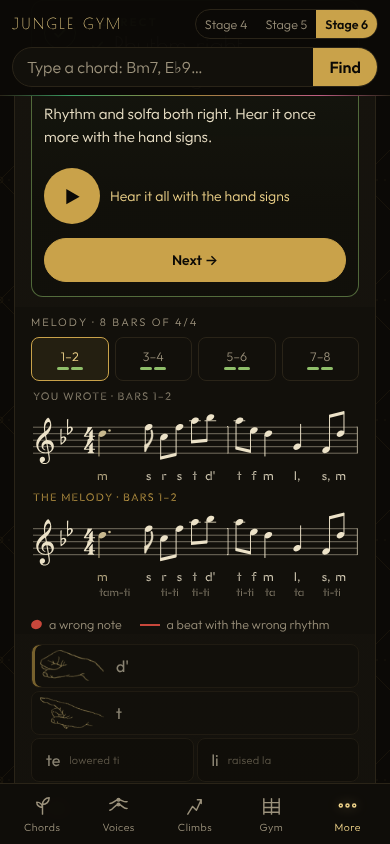 JUNGLE GYM
Stage 4 Stage 5 Stage 6
Type a chord: Bm7, E♭9... Find
Rhythm and solfa both right. Hear it once
more with the hand signs.
Hear it all with the hand signs
Next →
MELODY · 8 BARS OF 4/4
1–2 3–4 5–6 7–8
YOU WROTE · BARS 1–2
4
4
m s r s t d' t f m l, s, m
THE MELODY · BARS 1–2
4
4
m s r s t d' t f m l, s, m
tam-ti ti-ti ti-ti ti-ti ta ta ti-ti
a wrong note a beat with the wrong rhythm
d'
t
te lowered ti li raised la
Chords Voices Climbs Gym More